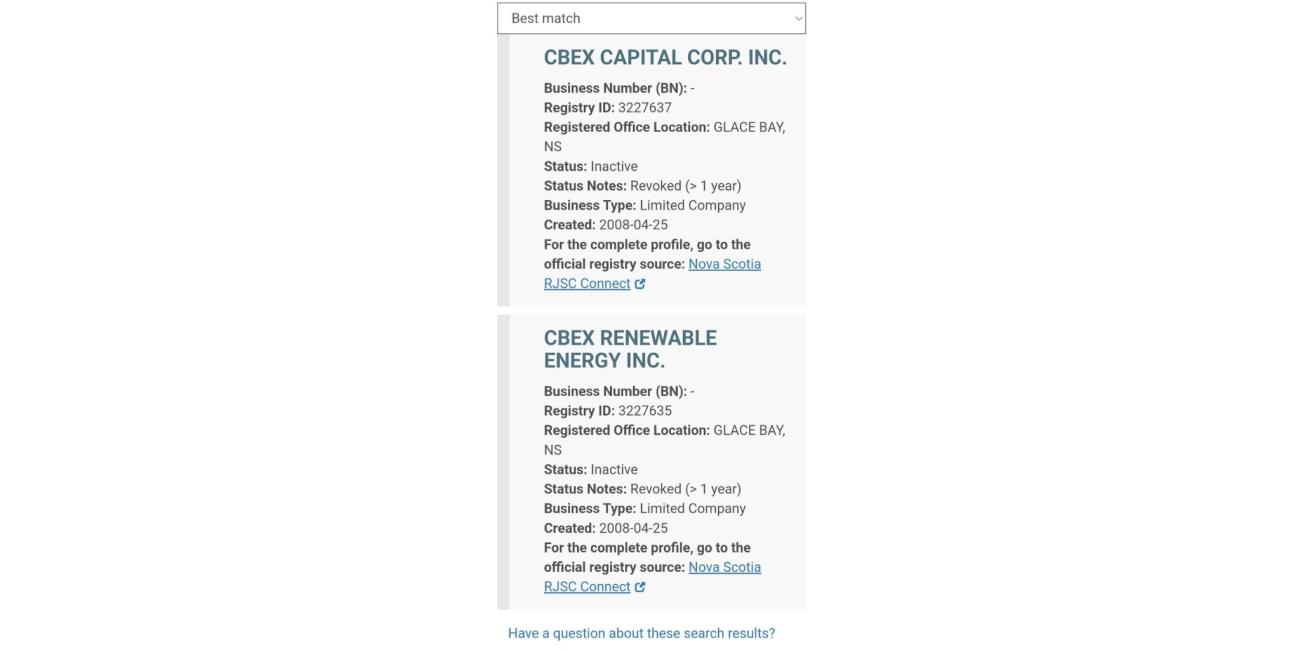 Best match
CBEX CAPITAL CORP. INC.
Business Number (BN): -
Registry ID: 3227637
Registered Office Location: GLACE BAY,
NS
Status: Inactive
Status Notes: Revoked (> 1 year)
Business Type: Limited Company
Created: 2008-04-25
For the complete profile, go to the
official registry source: Nova Scotia
RJSC Connect
CBEX RENEWABLE
ENERGY INC.
Business Number (BN): -
Registry ID: 3227635
Registered Office Location: GLACE BAY,
NS
Status: Inactive
Status Notes: Revoked (> 1 year)
Business Type: Limited Company
Created: 2008-04-25
For the complete profile, go to the
official registry source: Nova Scotia
RJSC Connect
Have a question about these search results?